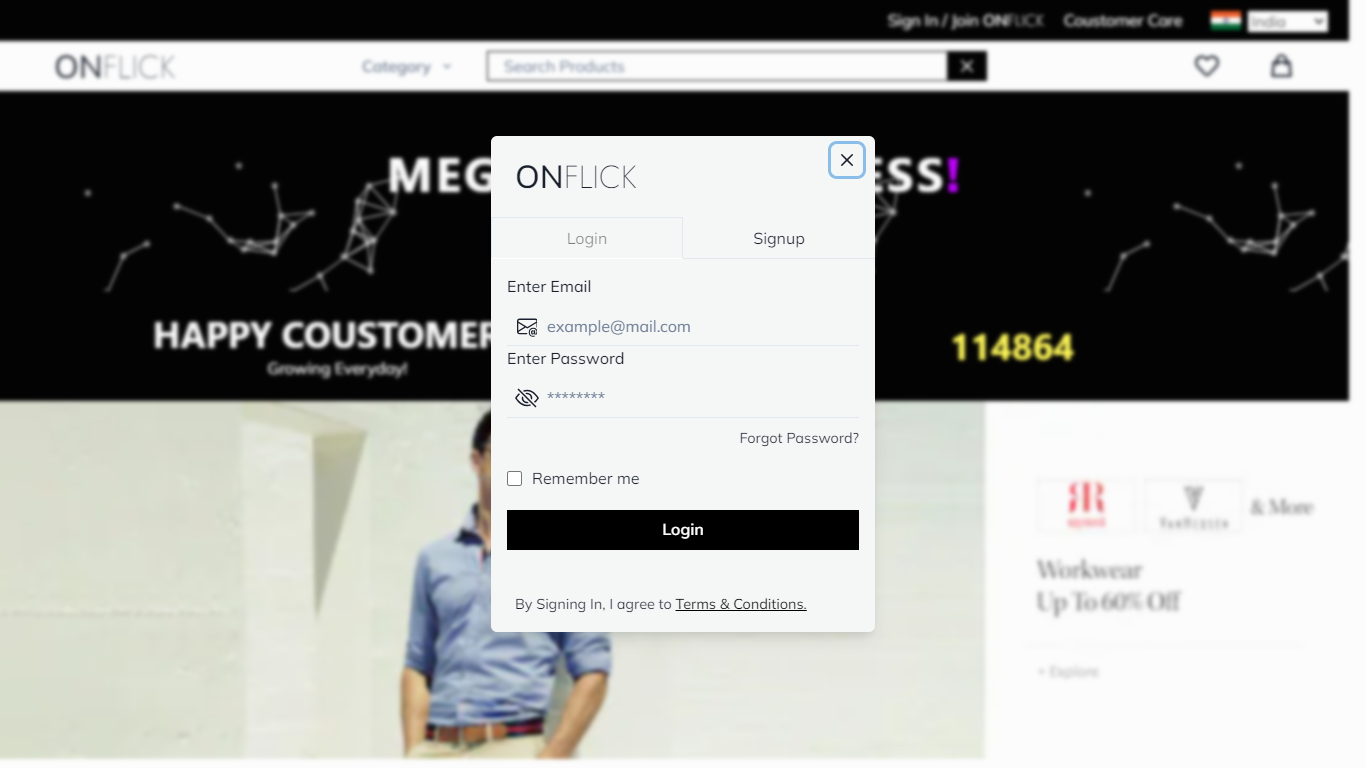 Sign In / Join ONFLICK Coustomer Care India
ONFLICK Category Search Products
MEG ESS!
ONFLICK
Login Signup
Enter Email
example@mail.com
Enter Password
********
Forgot Password?
Remember me
Login
By Signing In, I agree to Terms & Conditions.
HAPPY COUSTOMER
Growing Everyday!
114864
& More
VANHEUSEN
Workwear
Up To 60% Off
+ Explore